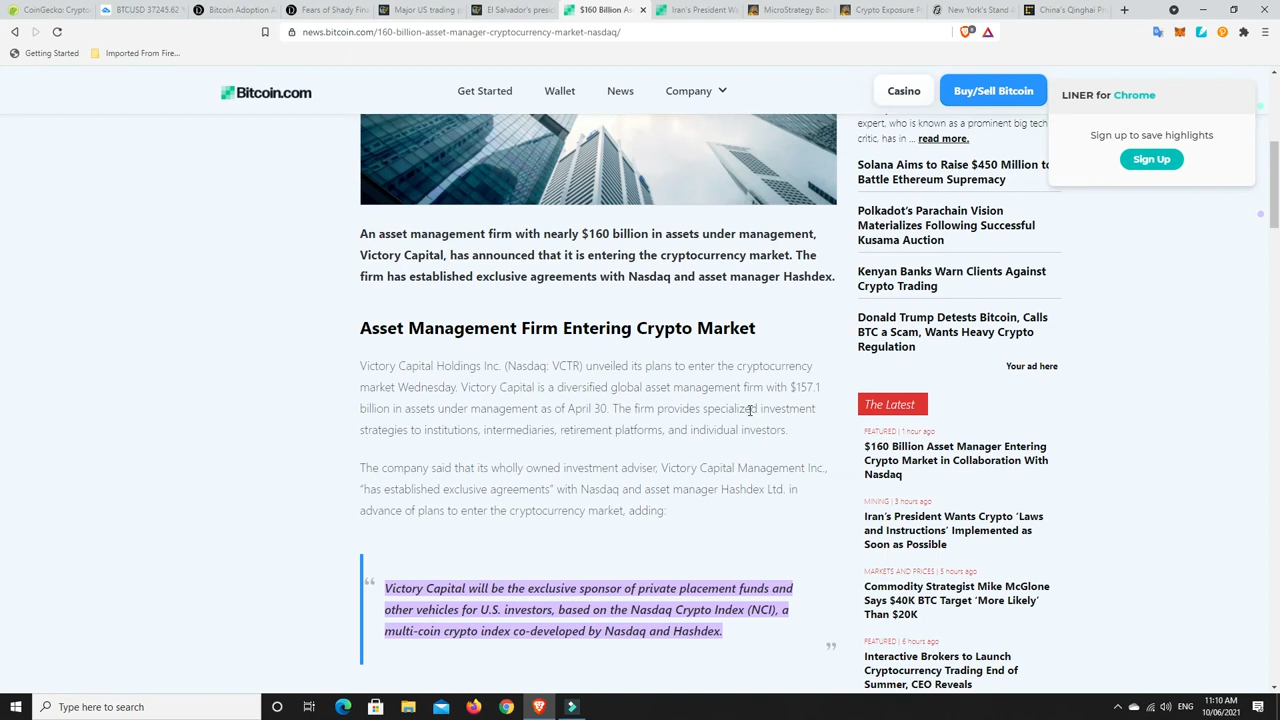 CoinGecko: Crypto
BTCUSD 37245.62
Bitcoin Adoption A
Fears of Shady Fin
Major US trading p
El Salvador's presi
$160 Billion As
Iran's President W
MicroStrategy Boo
Crypto Exposure P
New York's Stand
China's Qinghai Pr
news.bitcoin.com/160-billion-asset-manager-cryptocurrency-market-nasdaq/
Getting Started
Imported From Fire...
Bitcoin.com
Get Started
Wallet
News
Company
Casino
Buy/Sell Bitcoin
LINER for Chrome
Sign up to save highlights
Sign Up
An asset management firm with nearly $160 billion in assets under management,
Victory Capital, has announced that it is entering the cryptocurrency market. The
firm has established exclusive agreements with Nasdaq and asset manager Hashdex.
Asset Management Firm Entering Crypto Market
Victory Capital Holdings Inc. (Nasdaq: VCTR) unveiled its plans to enter the cryptocurrency
market Wednesday. Victory Capital is a diversified global asset management firm with $157.1
billion in assets under management as of April 30. The firm provides specialized investment
strategies to institutions, intermediaries, retirement platforms, and individual investors.
The company said that its wholly owned investment adviser, Victory Capital Management Inc.,
“has established exclusive agreements” with Nasdaq and asset manager Hashdex Ltd. in
advance of plans to enter the cryptocurrency market, adding:
“
Victory Capital will be the exclusive sponsor of private placement funds and
other vehicles for U.S. investors, based on the Nasdaq Crypto Index (NCI), a
multi-coin crypto index co-developed by Nasdaq and Hashdex.
”
expert, who is known as a prominent big tech
critic, has in ... read more.
Solana Aims to Raise $450 Million to
Battle Ethereum Supremacy
Polkadot's Parachain Vision
Materializes Following Successful
Kusama Auction
Kenyan Banks Warn Clients Against
Crypto Trading
Donald Trump Detests Bitcoin, Calls
BTC a Scam, Wants Heavy Crypto
Regulation
Your ad here
The Latest
FEATURED | 1 hour ago
$160 Billion Asset Manager Entering
Crypto Market in Collaboration With
Nasdaq
MINING | 3 hours ago
Iran's President Wants Crypto ‘Laws
and Instructions’ Implemented as
Soon as Possible
MARKETS AND PRICES | 5 hours ago
Commodity Strategist Mike McGlone
Says $40K BTC Target ‘More Likely’
Than $20K
FEATURED | 6 hours ago
Interactive Brokers to Launch
Cryptocurrency Trading End of
Summer, CEO Reveals
Type here to search
ENG
11:10 AM
10/06/2021